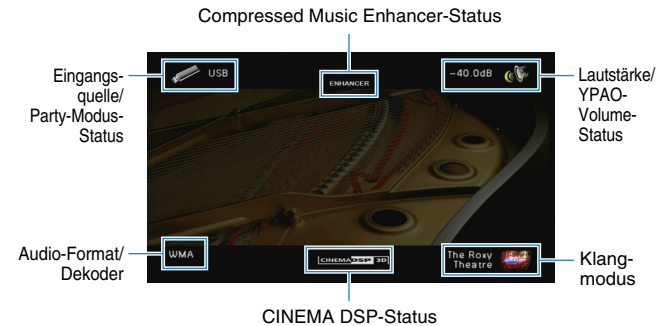 Compressed Music Enhancer-Status
Eingangs-
quelle/
Party-Modus-
Status
USB
ENHANCER
-40.0dB
Lautstärke/
YPAO-
Volume-
Status
Audio-Format/
Dekoder
WMA
CINEMA DSP 3D
The Roxy
Theatre
Klang-
modus
CINEMA DSP-Status